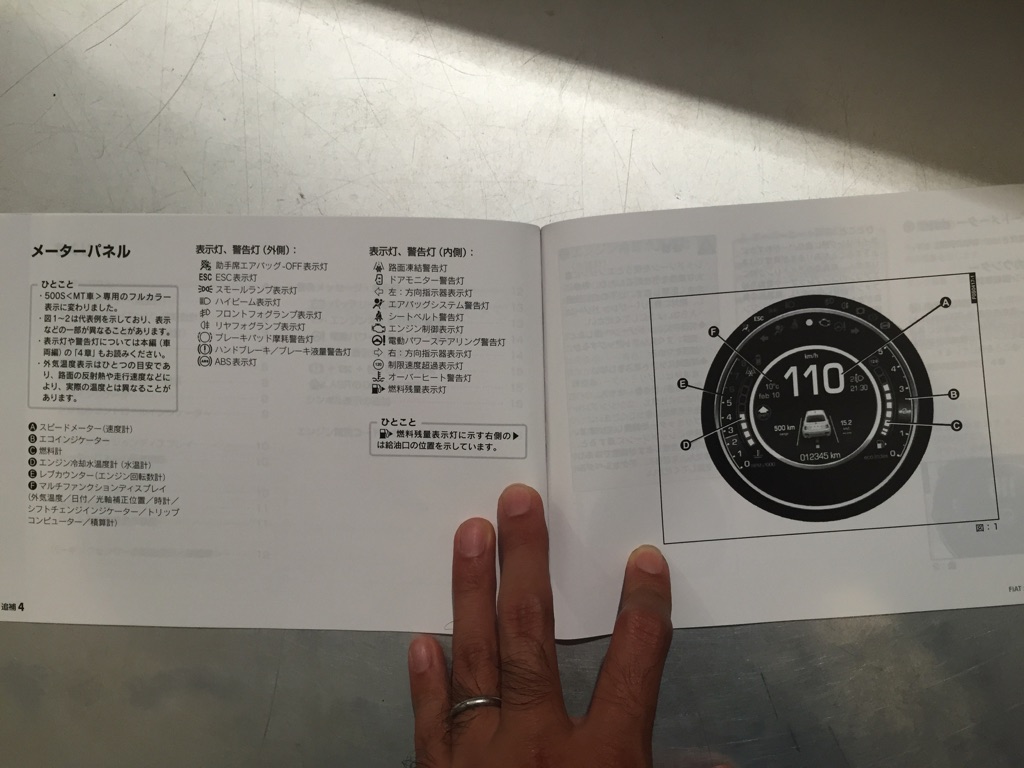 メーターパネル
ひとこと
・500S＜MT車＞専用のフルカラー
表示に変わりました。
・図1～2は代表例を示しており、表示
などの一部が異なることがあります。
・表示灯や警告灯については本編（車
両編）の「4章」もお読みください。
・外気温度表示はひとつの目安であ
り、路面の反射熱や走行速度などによ
り、実際の温度とは異なることが
あります。
A スピードメーター（速度計）
B エコインジケーター
C 燃料計
D エンジン冷却水温度計（水温計）
E レブカウンター（エンジン回転数計）
F マルチファンクションディスプレイ
（外気温度／日付／光軸補正位置／時計／
シフトチェンジインジケーター／トリップ
コンピューター／積算計）
追補 4
表示灯、警告灯（外側）：
助手席エアバッグ-OFF表示灯
ESC ESC表示灯
スモールランプ表示灯
ハイビーム表示灯
フロントフォグランプ表示灯
リヤフォグランプ表示灯
ブレーキパッド摩耗警告灯
ハンドブレーキ／ブレーキ液量警告灯
ABS表示灯
表示灯、警告灯（内側）：
路面凍結警告灯
ドアモニター警告灯
左：方向指示器表示灯
エアバッグシステム警告灯
シートベルト警告灯
エンジン制御表示灯
電動パワーステアリング警告灯
右：方向指示器表示灯
制限速度超過表示灯
オーバーヒート警告灯
燃料残量表示灯
ひとこと
燃料残量表示灯に示す右側の▶
は給油口の位置を示しています。
A
F
E
B
C
D
ESC
km/h
110
10°c
feb 10
21:30
500 km
15.2
012345 km
5
4
3
2
1
0
5
4
3
1
0
図：1
FIAT